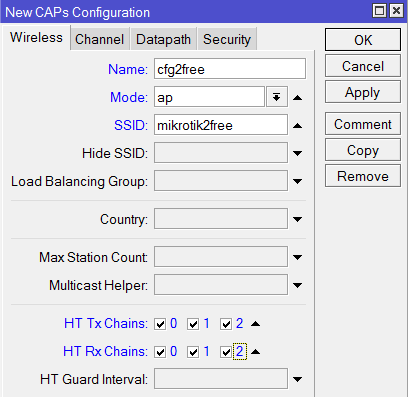 New CAPs Configuration
Wireless Channel Datapath Security
Name: cfg2free
Mode: ap
SSID: mikrotik2free
Hide SSID:
Load Balancing Group:
Country:
Max Station Count:
Multicast Helper:
HT Tx Chains: 0 1 2
HT Rx Chains: 0 1 2
HT Guard Interval:
OK
Cancel
Apply
Comment
Copy
Remove